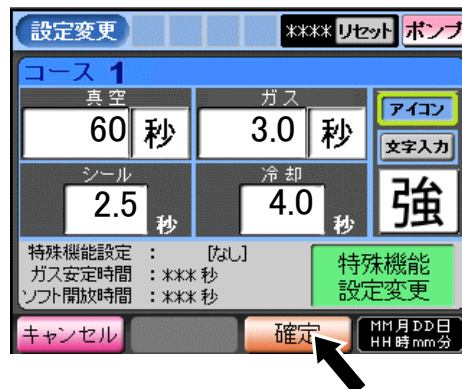 設定変更 **** リセット ポンプ
コース 1
真空 ガス
60 秒 3.0 秒
アイコン
文字入力
シール 冷却
2.5 秒 4.0 秒
強
特殊機能設定 : [なし]
ガス安定時間 : *** 秒
ソフト開放時間 : *** 秒
特殊機能
設定変更
キャンセル 確定
MM月DD日
HH時mm分